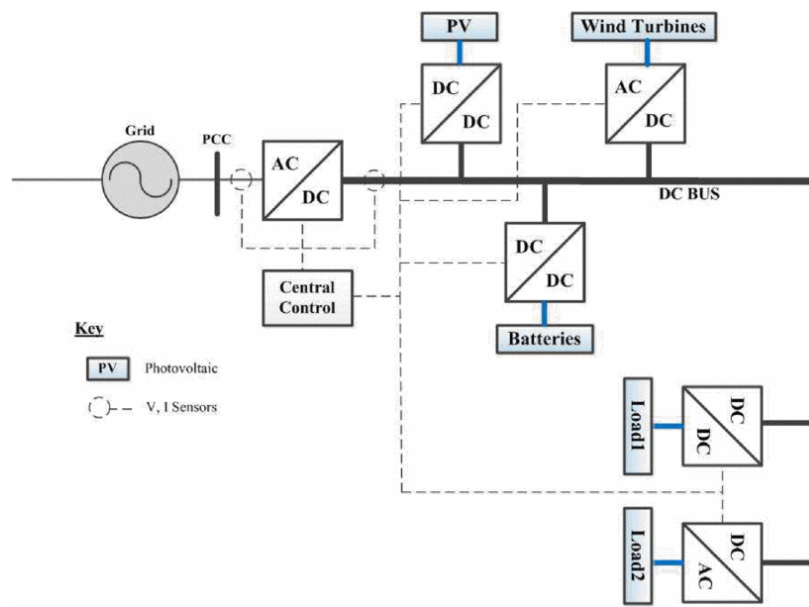 PV
Wind Turbines
DC
DC
AC
DC
Grid
PCC
AC
DC
DC BUS
DC
DC
Central
Control
Batteries
Key
PV
Photovoltaic
V, I Sensors
Load1
DC
DC
Load2
DC
AC